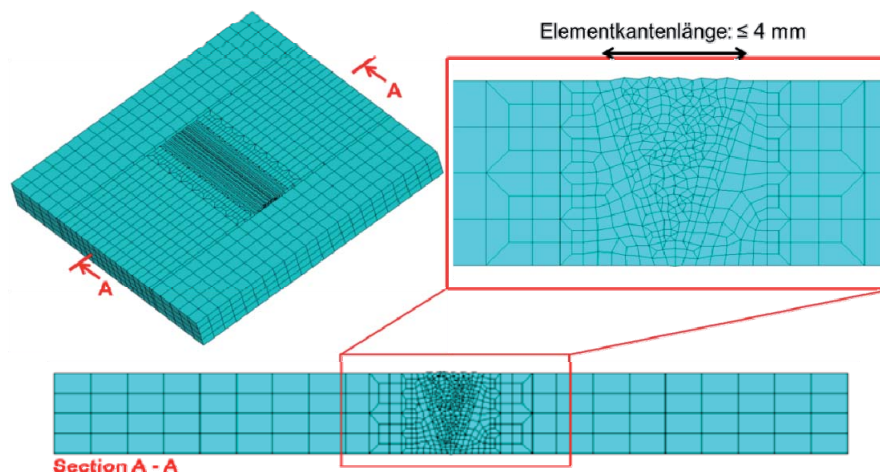 Elementkantenlänge: ≤ 4 mm
A
A
Section A - A